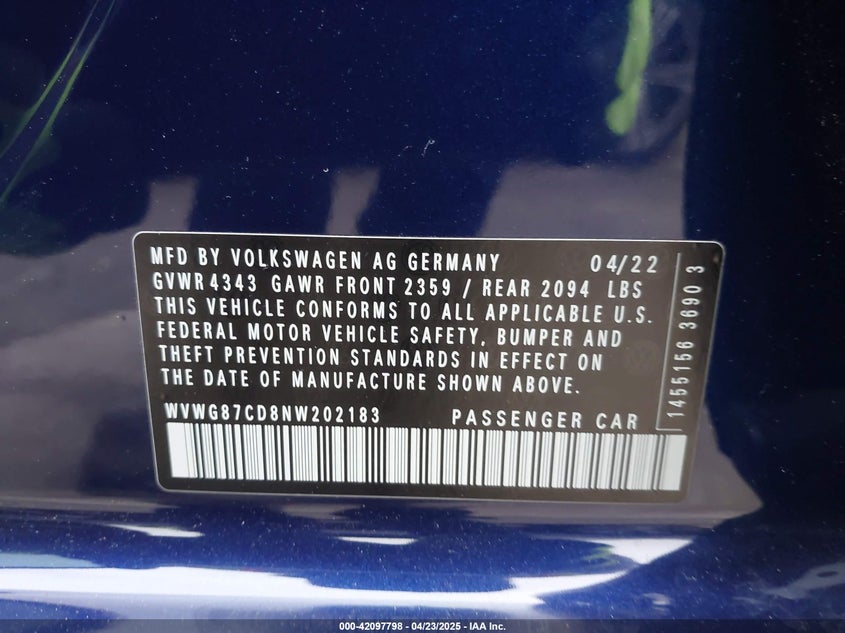 MFD BY VOLKSWAGEN AG GERMANY 04/22
GVWR 4343 GAWR FRONT 2359 / REAR 2094 LBS
THIS VEHICLE CONFORMS TO ALL APPLICABLE U.S.
FEDERAL MOTOR VEHICLE SAFETY, BUMPER AND
THEFT PREVENTION STANDARDS IN EFFECT ON
THE DATE OF MANUFACTURE SHOWN ABOVE.
WVWG87CD8NW202183 PASSENGER CAR
1455156 3690 3
000-42097798 - 04/23/2025 - IAA Inc.